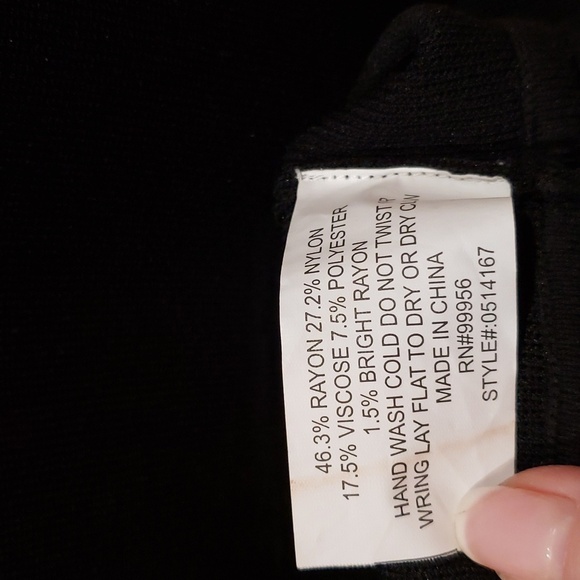 46.3% RAYON 27.2% NYLON
17.5% VISCOSE 7.5% POLYESTER
1.5% BRIGHT RAYON
HAND WASH COLD DO NOT TWIST
WRING LAY FLAT TO DRY OR DRY
MADE IN CHINA
RN#99956
STYLE#:0514167